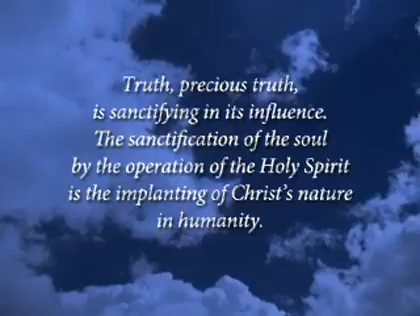 Truth, precious truth,
is sanctifying in its influence.
The sanctification of the soul
by the operation of the Holy Spirit
is the implanting of Christ's nature
in humanity.